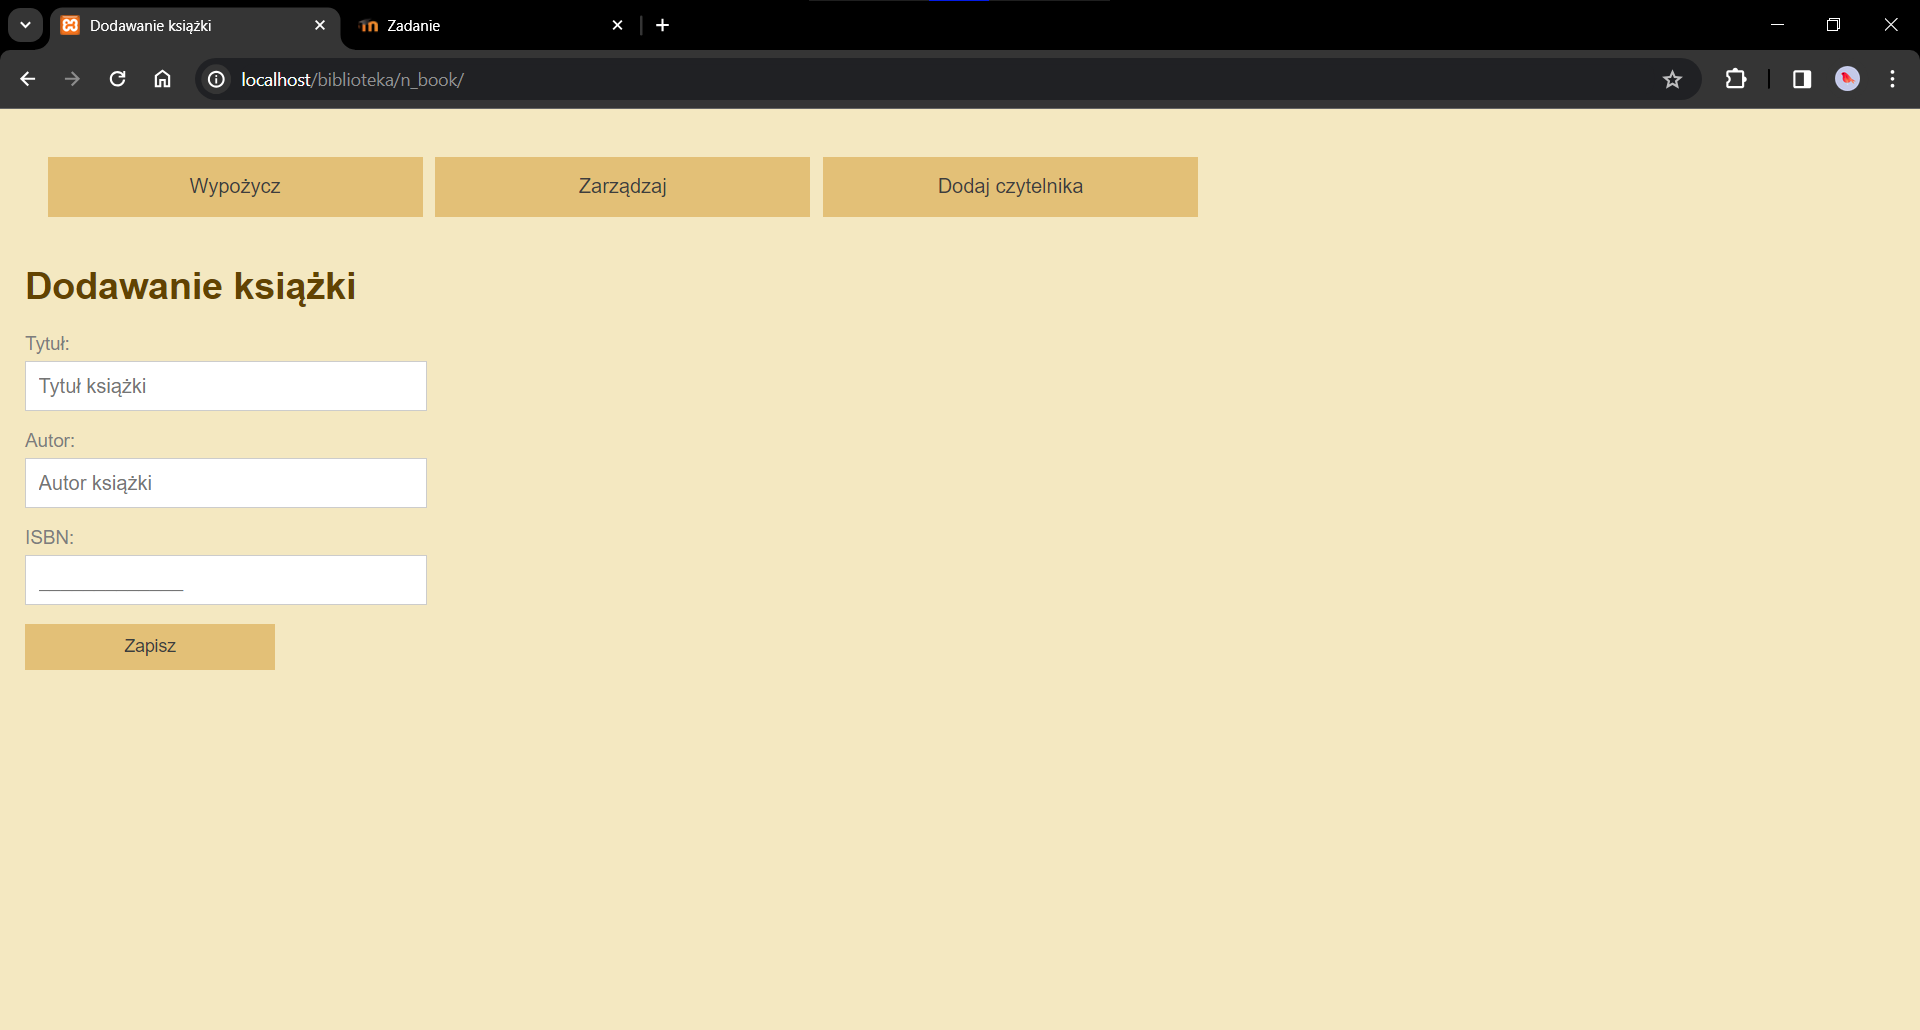 Dodawanie książki
Zadanie
localhost/biblioteka/n_book/
Wypożycz
Zarządzaj
Dodaj czytelnika
Dodawanie książki
Tytuł:
Tytuł książki
Autor:
Autor książki
ISBN:
_____________
Zapisz